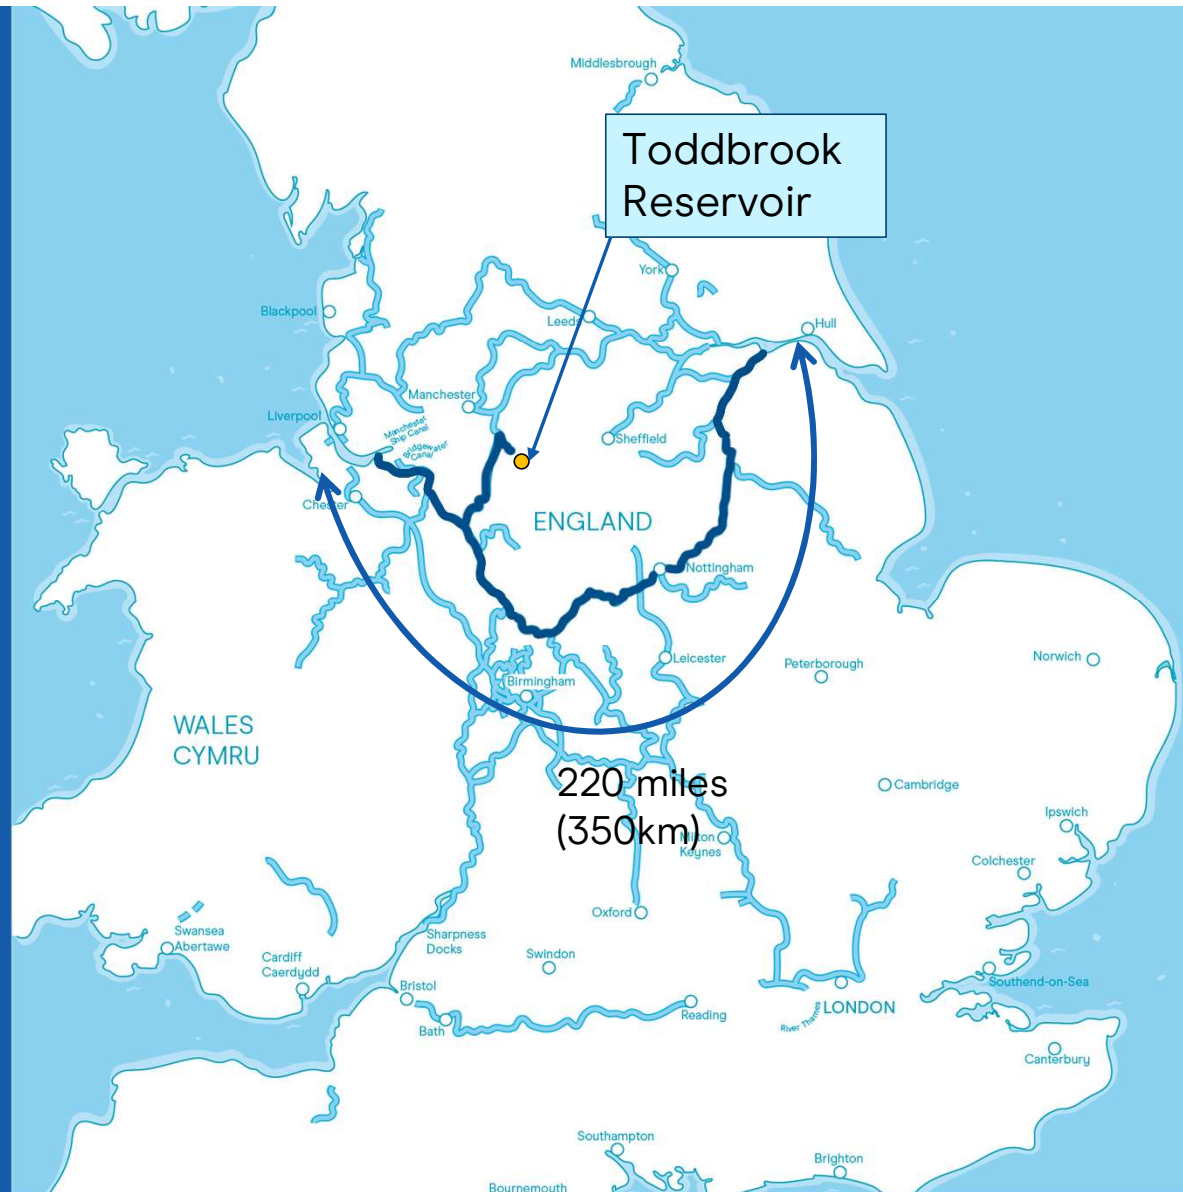 Middlesbrough
Toddbrook
Reservoir
York
Blackpool
Leeds
Hull
Manchester
Liverpool
Manchester
Ship Canal
Bridgewater
Canal
Sheffield
Chester
ENGLAND
Nottingham
Leicester
Peterborough
Norwich
Birmingham
WALES
CYMRU
220 miles
(350km)
Cambridge
Milton
Keynes
Ipswich
Colchester
Oxford
Swansea
Abertawe
Sharpness
Docks
Cardiff
Caerdydd
Swindon
Bristol
Bath
Reading
River Thames
LONDON
Southend-on-Sea
Canterbury
Southampton
Brighton
Bournemouth